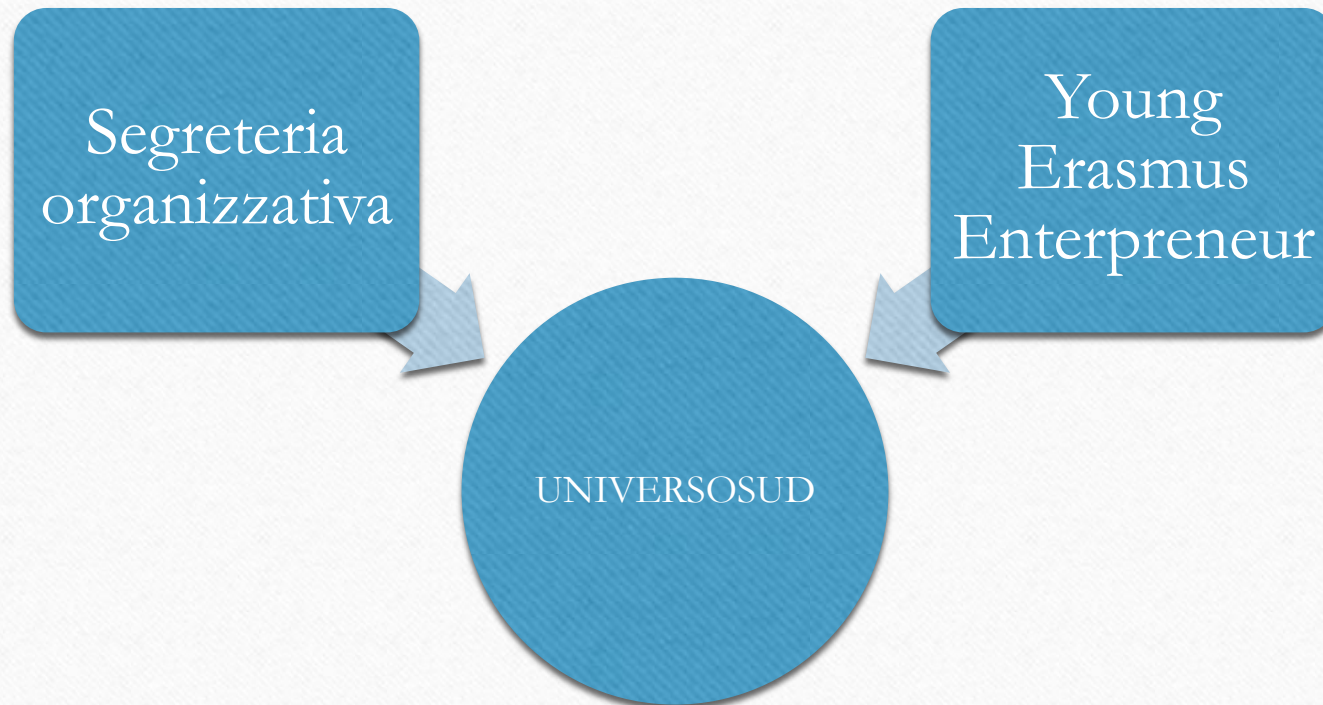 Segreteria
organizzativa
Young
Erasmus
Enterpreneur
UNIVERSOSUD